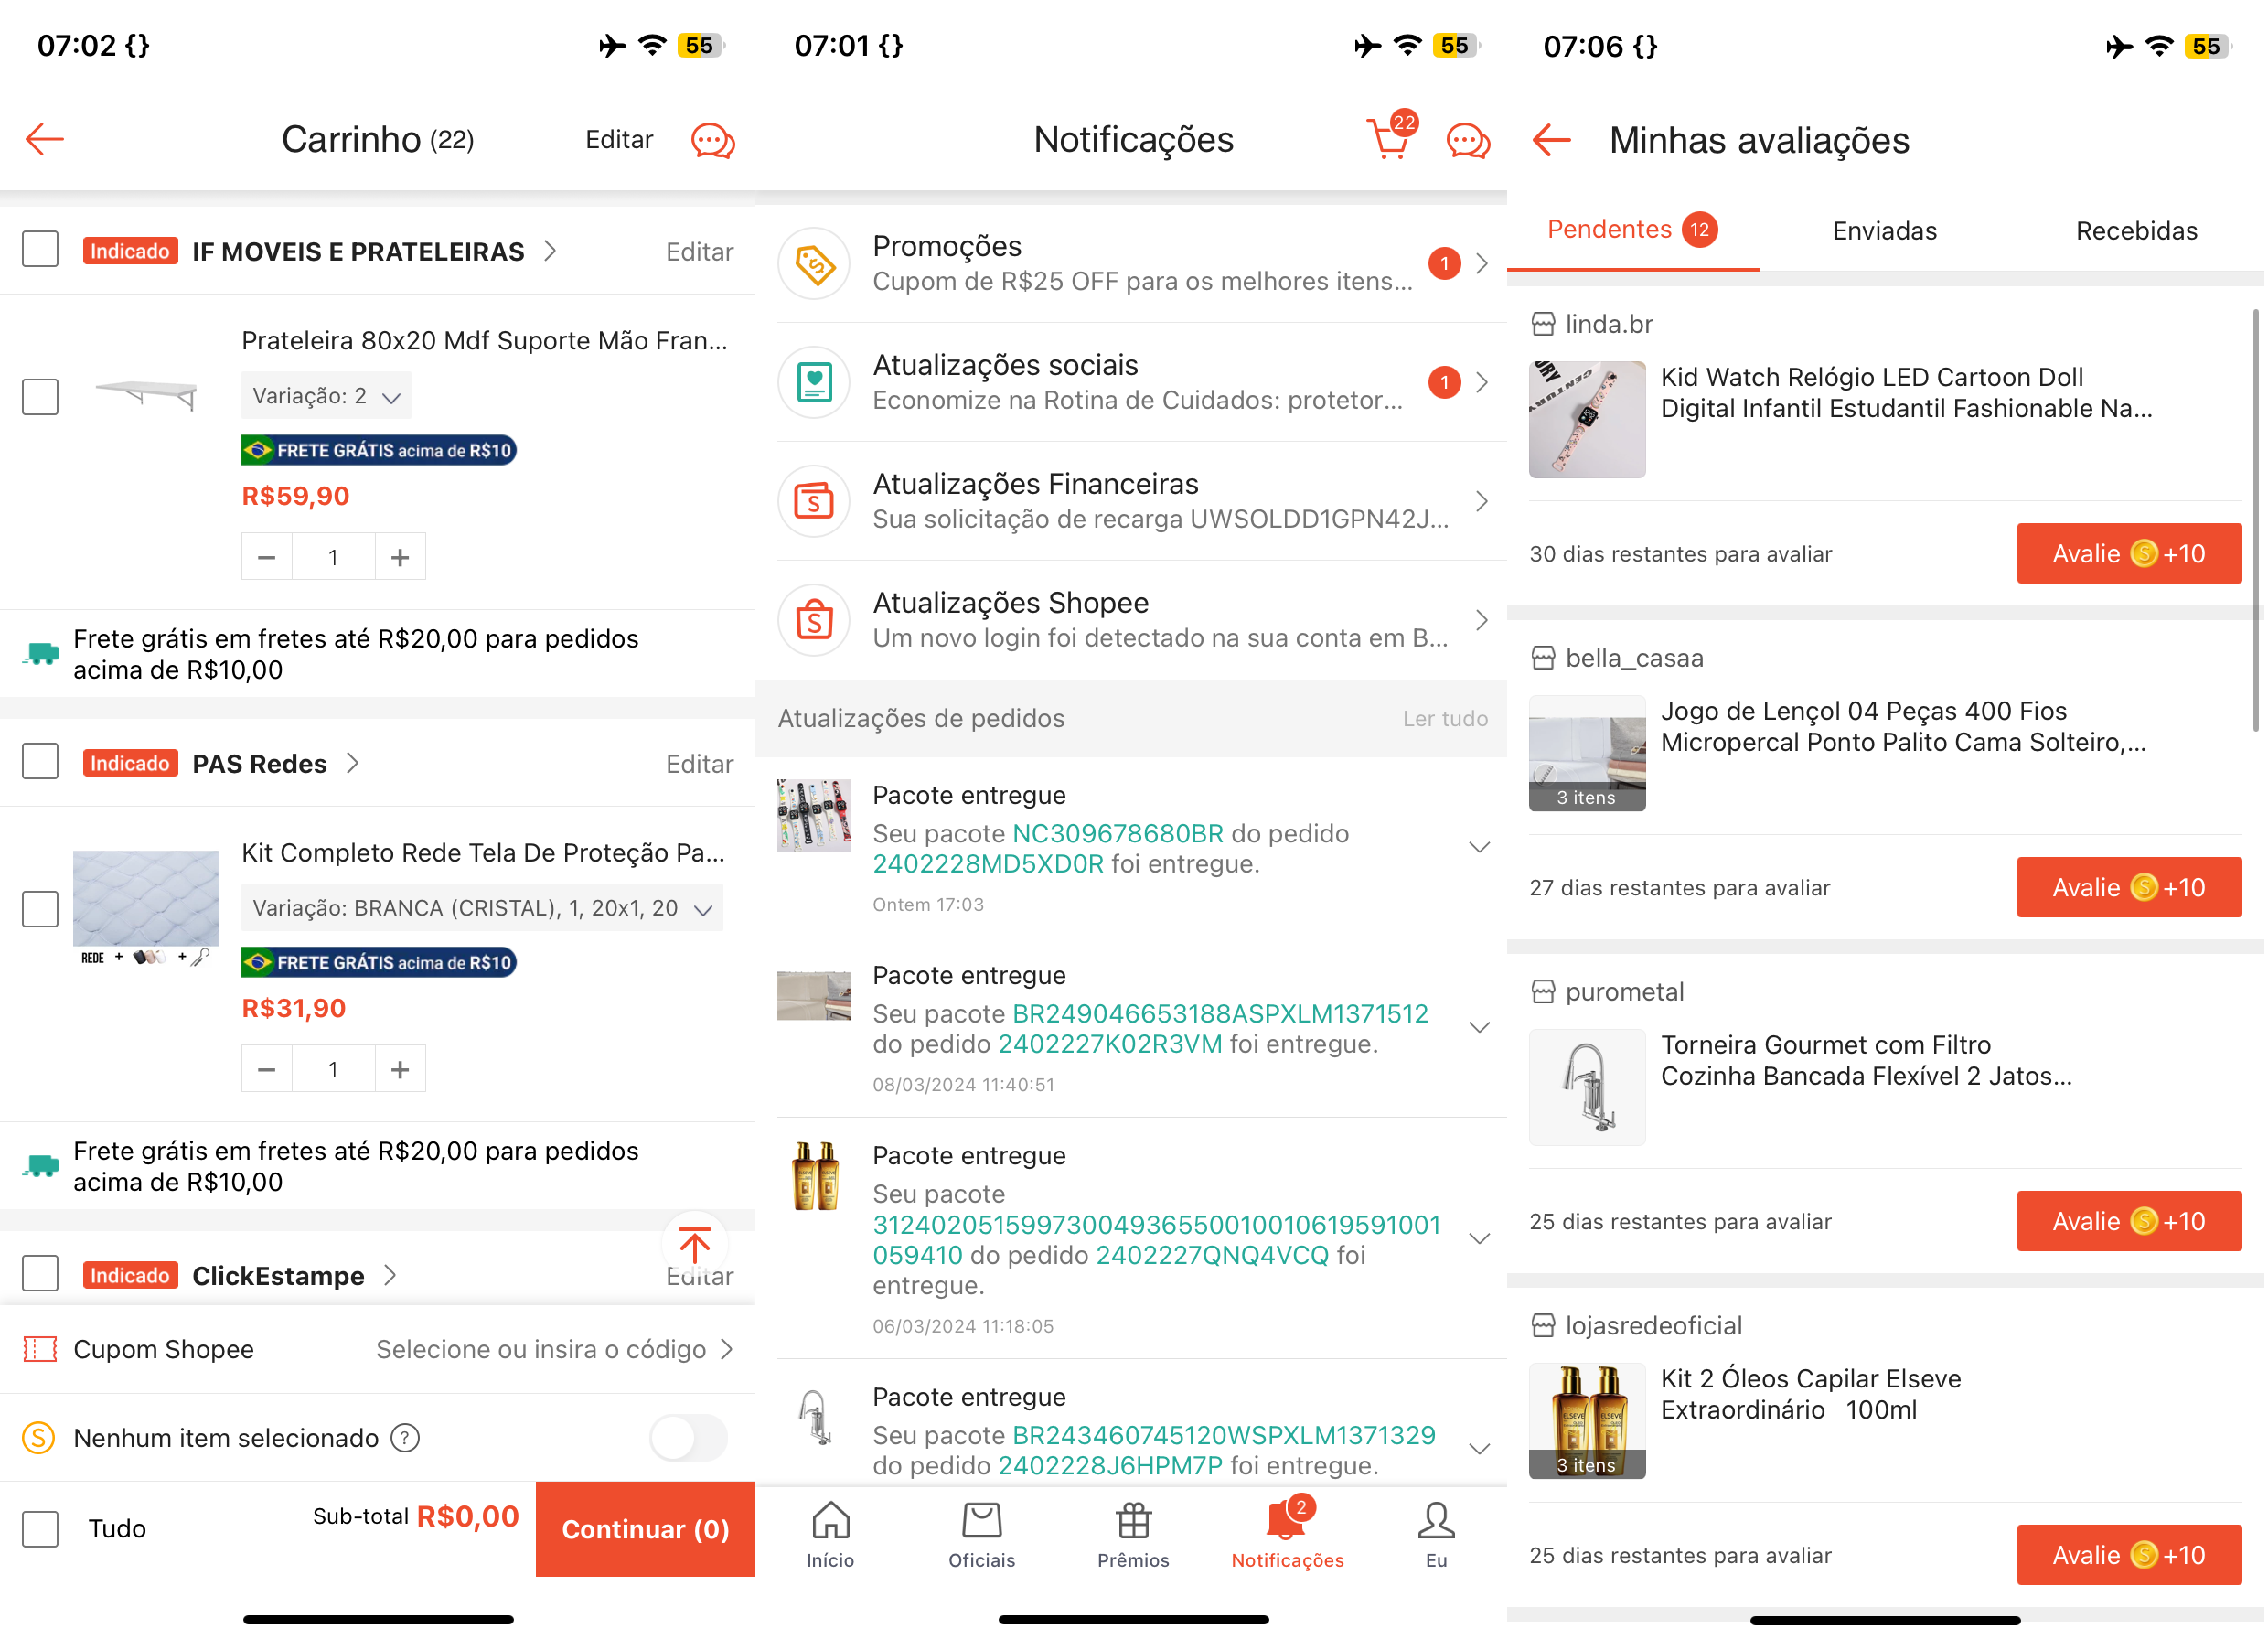 07:02 {}
55
Carrinho (22)
Editar
Indicado IF MOVEIS E PRATELEIRAS
Editar
Prateleira 80x20 Mdf Suporte Mão Fran...
Variação: 2
FRETE GRÁTIS acima de R$10
R$59,90
1
Frete grátis em fretes até R$20,00 para pedidos
acima de R$10,00
Indicado PAS Redes
Editar
Kit Completo Rede Tela De Proteção Pa...
Variação: BRANCA (CRISTAL), 1, 20x1, 20
REDE + +
FRETE GRÁTIS acima de R$10
R$31,90
1
Frete grátis em fretes até R$20,00 para pedidos
acima de R$10,00
Indicado ClickEstampe
Editar
Cupom Shopee
Selecione ou insira o código
Nenhum item selecionado ?
Tudo
Sub-total R$0,00
Continuar (0)
07:01 {}
55
Notificações
22
Promoções
Cupom de R$25 OFF para os melhores itens...
1
Atualizações sociais
Economize na Rotina de Cuidados: protetor...
1
Atualizações Financeiras
Sua solicitação de recarga UWSOLDD1GPN42J...
Atualizações Shopee
Um novo login foi detectado na sua conta em B...
Atualizações de pedidos
Ler tudo
Pacote entregue
Seu pacote NC309678680BR do pedido
2402228MD5XD0R foi entregue.
Ontem 17:03
Pacote entregue
Seu pacote BR249046653188ASPXLM1371512
do pedido 2402227K02R3VM foi entregue.
08/03/2024 11:40:51
Pacote entregue
Seu pacote
31240205159973004936550010010619591001
059410 do pedido 2402227QNQ4VCQ foi
entregue.
06/03/2024 11:18:05
Pacote entregue
Seu pacote BR243460745120WSPXLM1371329
do pedido 2402228J6HPM7P foi entregue.
Início
Oficiais
Prêmios
2
Notificações
Eu
07:06 {}
55
Minhas avaliações
Pendentes 12
Enviadas
Recebidas
linda.br
Kid Watch Relógio LED Cartoon Doll
Digital Infantil Estudantil Fashionable Na...
30 dias restantes para avaliar
Avalie S +10
bella_casaa
Jogo de Lençol 04 Peças 400 Fios
Micropercal Ponto Palito Cama Solteiro,...
3 itens
27 dias restantes para avaliar
Avalie S +10
purometal
Torneira Gourmet com Filtro
Cozinha Bancada Flexível 2 Jatos...
25 dias restantes para avaliar
Avalie S +10
lojasredeoficial
Kit 2 Óleos Capilar Elseve
Extraordinário 100ml
ELSEVE ELSEVE
3 itens
25 dias restantes para avaliar
Avalie S +10